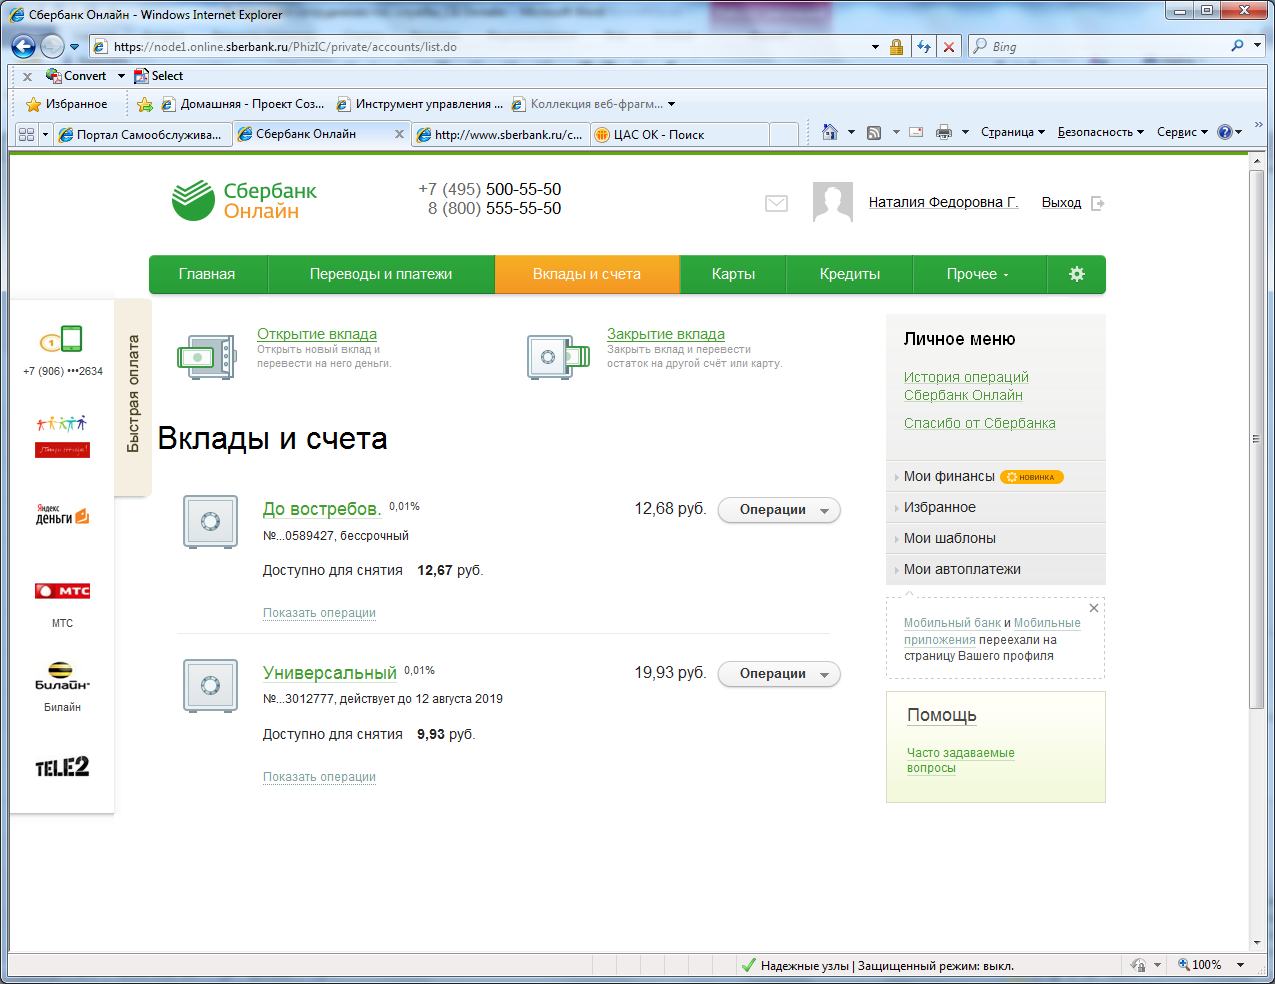 Сбербанк Онлайн - Windows Internet Explorer
https://node1.online.sberbank.ru/PhizIC/private/accounts/list.do
Bing
x Convert Select
Избранное Домашняя - Проект Соз... Инструмент управления ... Коллекция веб-фрагм...
Портал Самообслужива... Сбербанк Онлайн http://www.sberbank.ru/c... ЦАС ОК - Поиск
Страница Безопасность Сервис
Сбербанк
Онлайн
+7 (495) 500-55-50
8 (800) 555-55-50
Наталия Федоровна Г. Выход
Главная Переводы и платежи Вклады и счета Карты Кредиты Прочее
1
+7 (906) •••2634
Яндекс
деньги
МТС
МТС
Билайн
Билайн
TELE2
Быстрая оплата
Открытие вклада
Открыть новый вклад и
перевести на него деньги.
Закрытие вклада
Закрыть вклад и перевести
остаток на другой счёт или карту.
Вклады и счета
До востребов. 0,01% 12,68 руб. Операции
№...0589427, бессрочный
Доступно для снятия 12,67 руб.
Показать операции
Универсальный 0,01% 19,93 руб. Операции
№...3012777, действует до 12 августа 2019
Доступно для снятия 9,93 руб.
Показать операции
Личное меню
История операций
Сбербанк Онлайн
Спасибо от Сбербанка
Мои финансы НОВИНКА
Избранное
Мои шаблоны
Мои автоплатежи
Мобильный банк и Мобильные
приложения переехали на
страницу Вашего профиля
Помощь
Часто задаваемые
вопросы
Надежные узлы | Защищенный режим: выкл.
100%